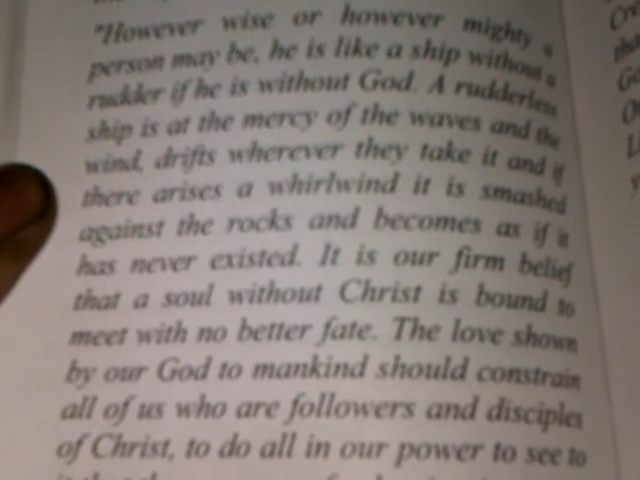 "However wise or however mighty a
person may be, he is like a ship without a
rudder if he is without God. A rudderless
ship is at the mercy of the waves and the
wind, drifts wherever they take it and if
there arises a whirlwind it is smashed
against the rocks and becomes as if it
has never existed. It is our firm belief
that a soul without Christ is bound to
meet with no better fate. The love shown
by our God to mankind should constrain
all of us who are followers and disciples
of Christ, to do all in our power to see to